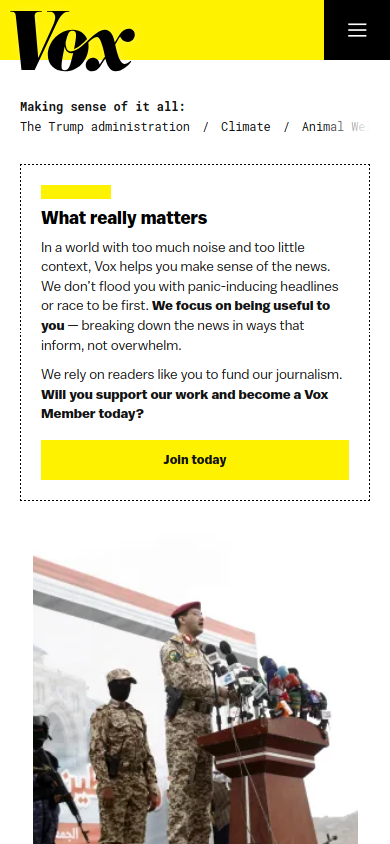 Vox
Making sense of it all:
The Trump administration / Climate / Animal We
What really matters
In a world with too much noise and too little
context, Vox helps you make sense of the news.
We don't flood you with panic-inducing headlines
or race to be first. We focus on being useful to
you — breaking down the news in ways that
inform, not overwhelm.
We rely on readers like you to fund our journalism.
Will you support our work and become a Vox
Member today?
Join today